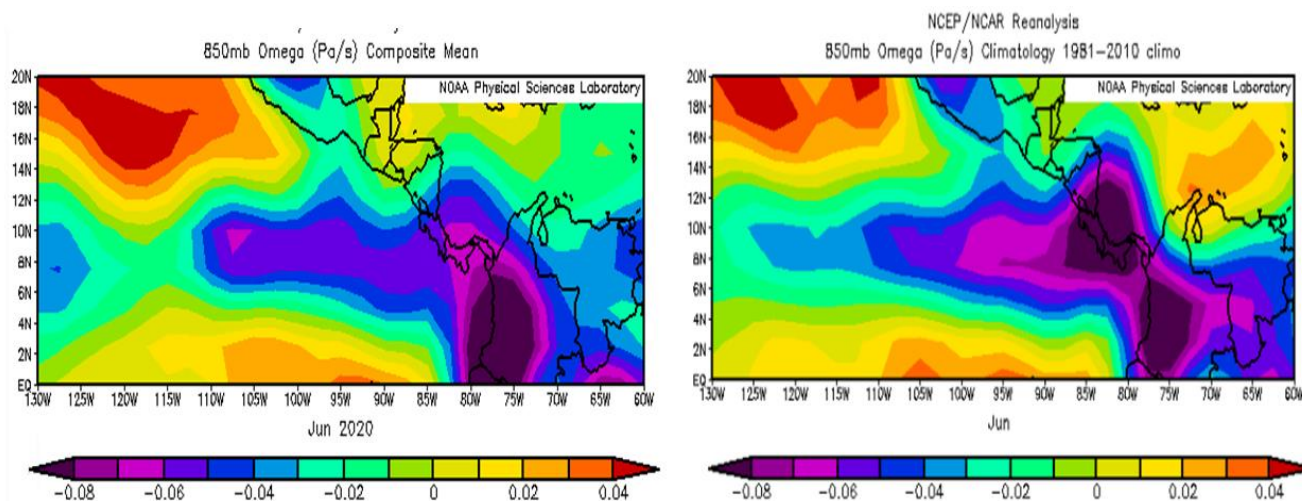 850mb Omega (Pa/s) Composite Mean
NOAA Physical Sciences Laboratory
20N
18N
16N
14N
12N
10N
8N
6N
4N
2N
EQ
130W 125W 120W 115W 110W 105W 100W 95W 90W 85W 80W 75W 70W 65W 60W
Jun 2020
-0.08 -0.06 -0.04 -0.02 0 0.02 0.04
NCEP/NCAR Reanalysis
850mb Omega (Pa/s) Climatology 1981-2010 climo
NOAA Physical Sciences Laboratory
20N
18N
16N
14N
12N
10N
8N
6N
4N
2N
EQ
130W 125W 120W 115W 110W 105W 100W 95W 90W 85W 80W 75W 70W 65W 60W
Jun
-0.08 -0.06 -0.04 -0.02 0 0.02 0.04